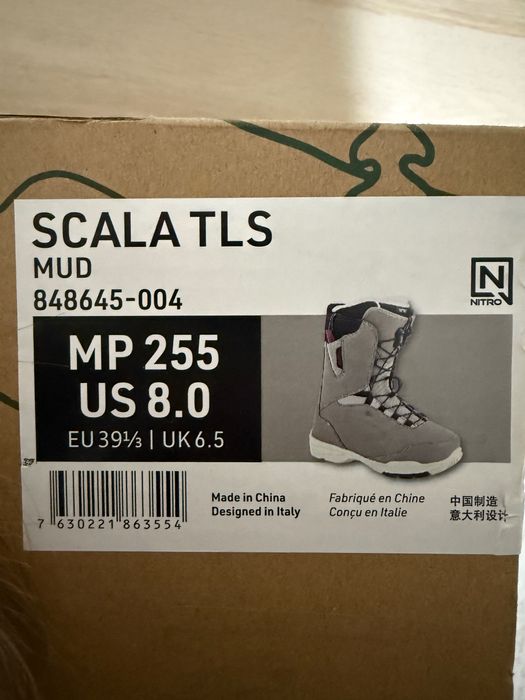 SCALA TLS
MUD
848645-004
N
NITRO
MP 255
US 8.0
EU 39⅓ | UK 6.5
7 630221 863554
Made in China
Designed in Italy
Fabriqué en Chine
Conçu en Italie
中国制造
意大利设计